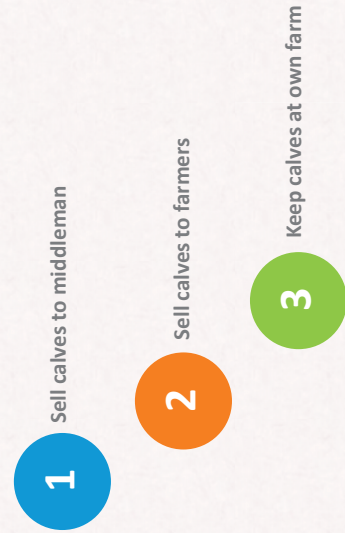 1
Sell calves to middleman
2
Sell calves to farmers
3
Keep calves at own farm